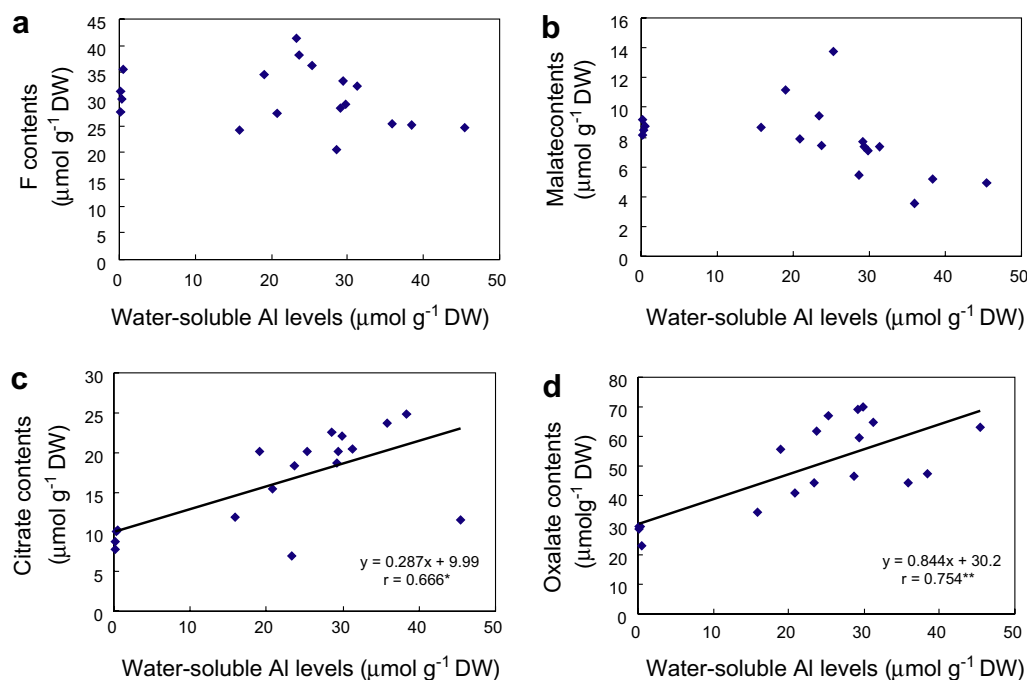 a
45
40
35
30
25
20
15
10
5
0
F contents
(μmol g-1 DW)
0 10 20 30 40 50
Water-soluble Al levels (μmol g-1 DW)
b
16
14
12
10
8
6
4
2
0
Malatecontents
(μmol g-1 DW)
0 10 20 30 40 50
Water-soluble Al levels (μmol g-1 DW)
c
30
25
20
15
10
5
0
Citrate contents
(μmol g-1 DW)
y = 0.287x + 9.99
r = 0.666*
0 10 20 30 40 50
Water-soluble Al levels (μmol g-1 DW)
d
80
70
60
50
40
30
20
10
0
Oxalate contents
(μmolg-1 DW)
y = 0.844x + 30.2
r = 0.754**
0 10 20 30 40 50
Water-soluble Al levels (μmol g-1 DW)